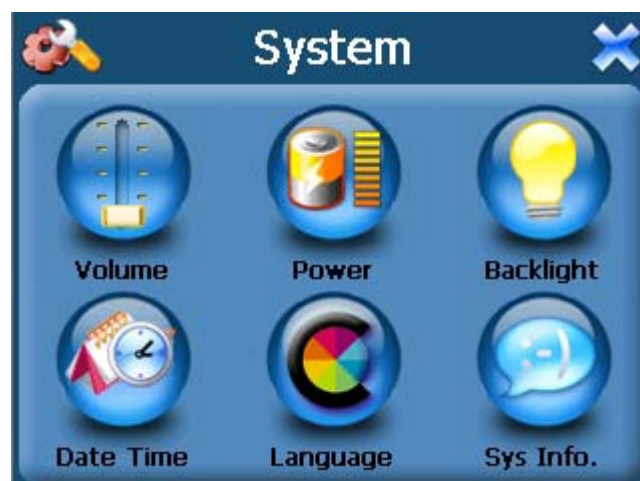 System
Volume
Power
Backlight
Date Time
Language
Sys Info.